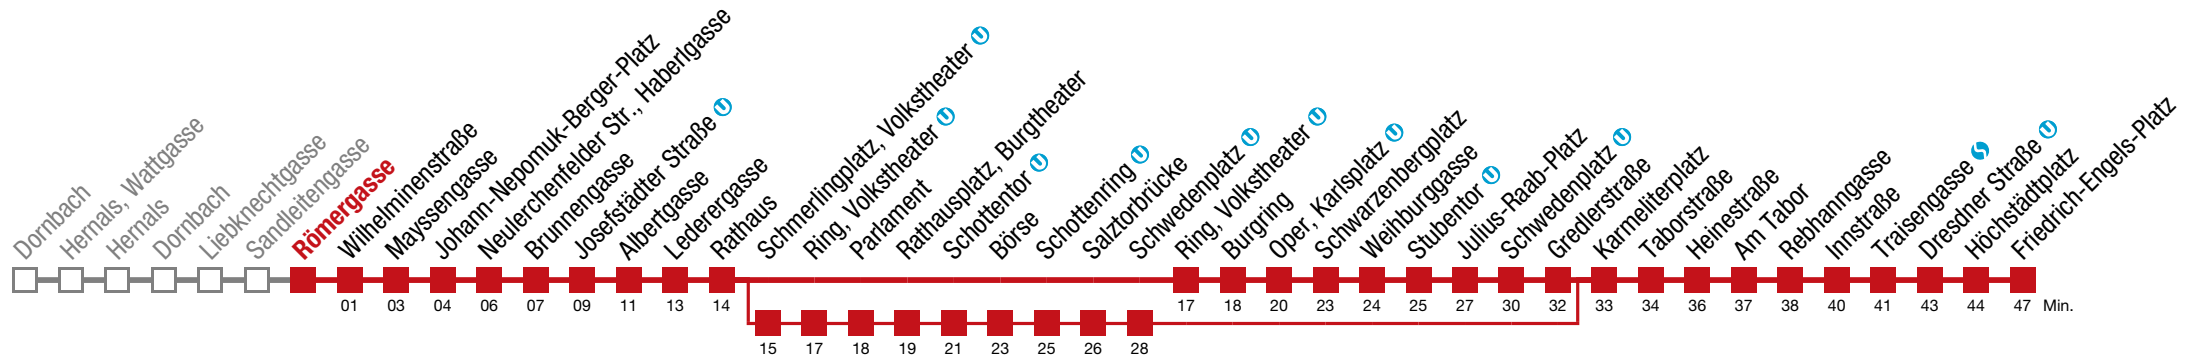 Dornbach
Hernals, Wattgasse
Hernals
Dornbach
Liebknechtgasse
Sandleitengasse
Römergasse
Wilhelminenstraße
Mayssengasse
Johann-Nepomuk-Berger-Platz
Neulerchenfelder Str., Haberlgasse
Brunnengasse
Josefstädter Straße U
Albertgasse
Lederergasse
Rathaus
Schmerlingplatz, Volkstheater U
Ring, Volkstheater U
Parlament
Rathausplatz, Burgtheater
Schottentor U
Börse
Schottenring U
Salztorbrücke
Schwedenplatz U
Ring, Volkstheater U
Burgring
Oper, Karlsplatz U
Schwarzenbergplatz
Weihburggasse
Stubentor U
Julius-Raab-Platz
Schwedenplatz U
Gredlerstraße
Karmeliterplatz
Taborstraße
Heinestraße
Am Tabor
Rebhanngasse
Innstraße
Traisengasse S
Dresdner Straße U
Höchstädtplatz
Friedrich-Engels-Platz
01 03 04 06 07 09 11 13 14 17 18 20 23 24 25 27 30 32 33 34 36 37 38 40 41 43 44 47 Min.
15 17 18 19 21 23 25 26 28